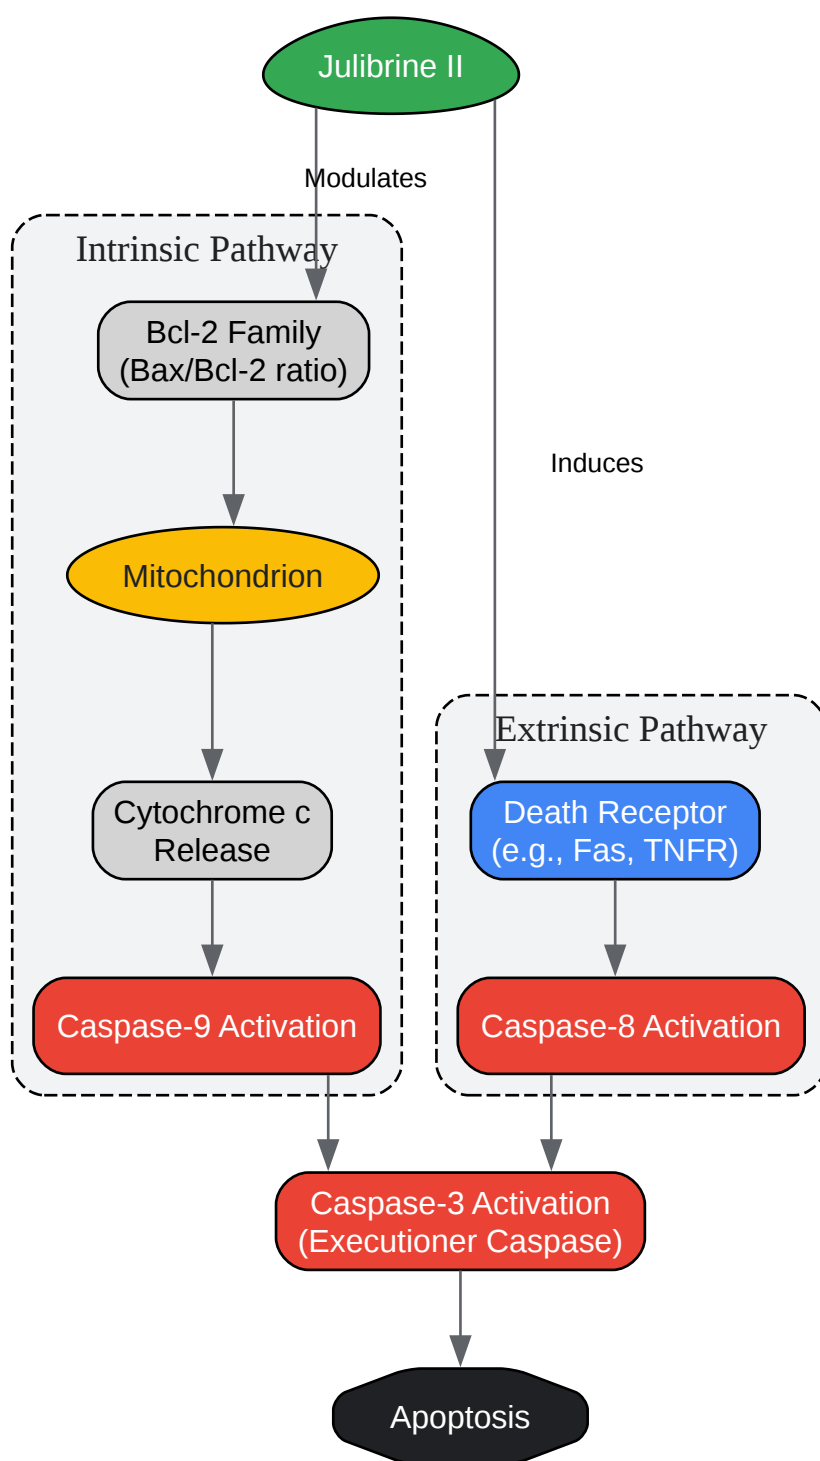 Julibrine II
Modulates
Intrinsic Pathway
Bcl-2 Family
(Bax/Bcl-2 ratio)
Induces
Mitochondrion
Extrinsic Pathway
Cytochrome c
Release
Death Receptor
(e.g., Fas, TNFR)
Caspase-9 Activation
Caspase-8 Activation
Caspase-3 Activation
(Executioner Caspase)
Apoptosis